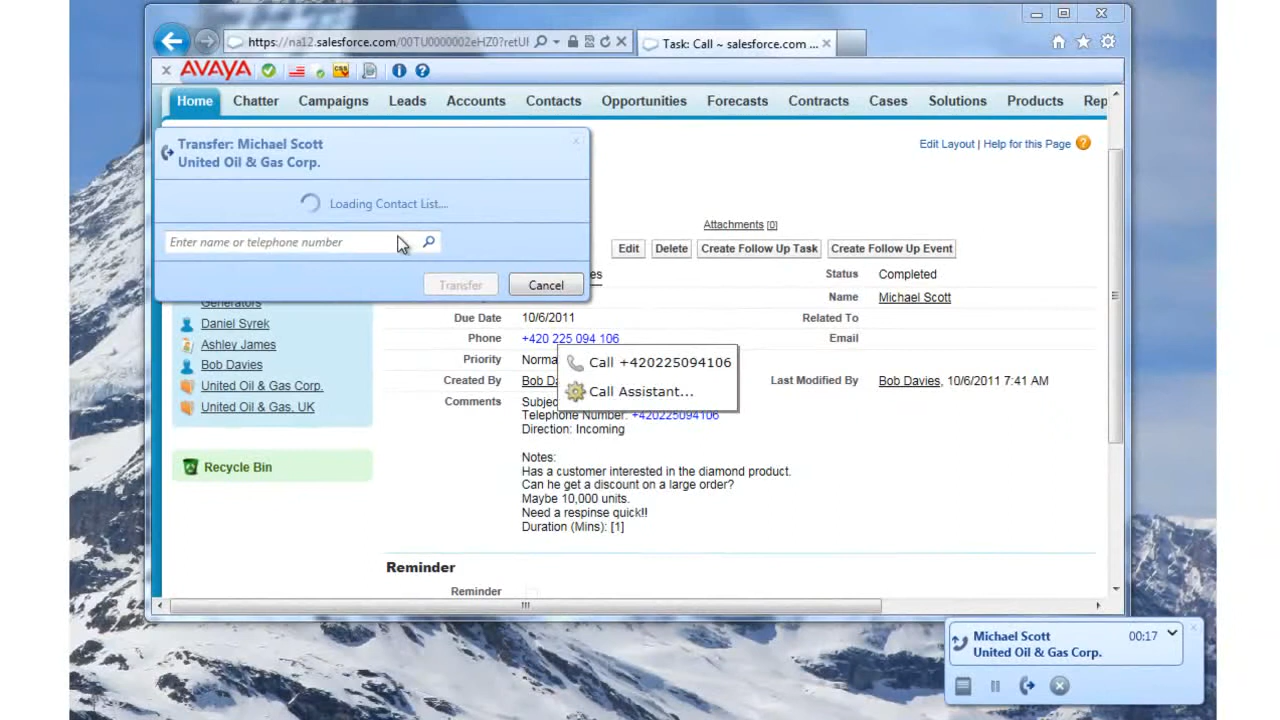 https://na12.salesforce.com/00TU0000002eHZ0?retUI
Task: Call ~ salesforce.com ...
AVAYA
Home Chatter Campaigns Leads Accounts Contacts Opportunities Forecasts Contracts Cases Solutions Products Rep
Edit Layout | Help for this Page
Transfer: Michael Scott
United Oil & Gas Corp.
Loading Contact List....
Enter name or telephone number
Transfer Cancel
Attachments [0]
Edit Delete Create Follow Up Task Create Follow Up Event
es Status Completed
Name Michael Scott
Generators
Daniel Syrek
Ashley James
Bob Davies
United Oil & Gas Corp.
United Oil & Gas, UK
Recycle Bin
Due Date 10/6/2011 Related To
Phone +420 225 094 106 Email
Priority Norma
Created By Bob Da Last Modified By Bob Davies, 10/6/2011 7:41 AM
Call +420225094106
Call Assistant...
Comments Subjec
Telephone Number: +420225094106
Direction: Incoming
Notes:
Has a customer interested in the diamond product.
Can he get a discount on a large order?
Maybe 10,000 units.
Need a respinse quick!!
Duration (Mins): [1]
Reminder
Reminder
Michael Scott 00:17
United Oil & Gas Corp.